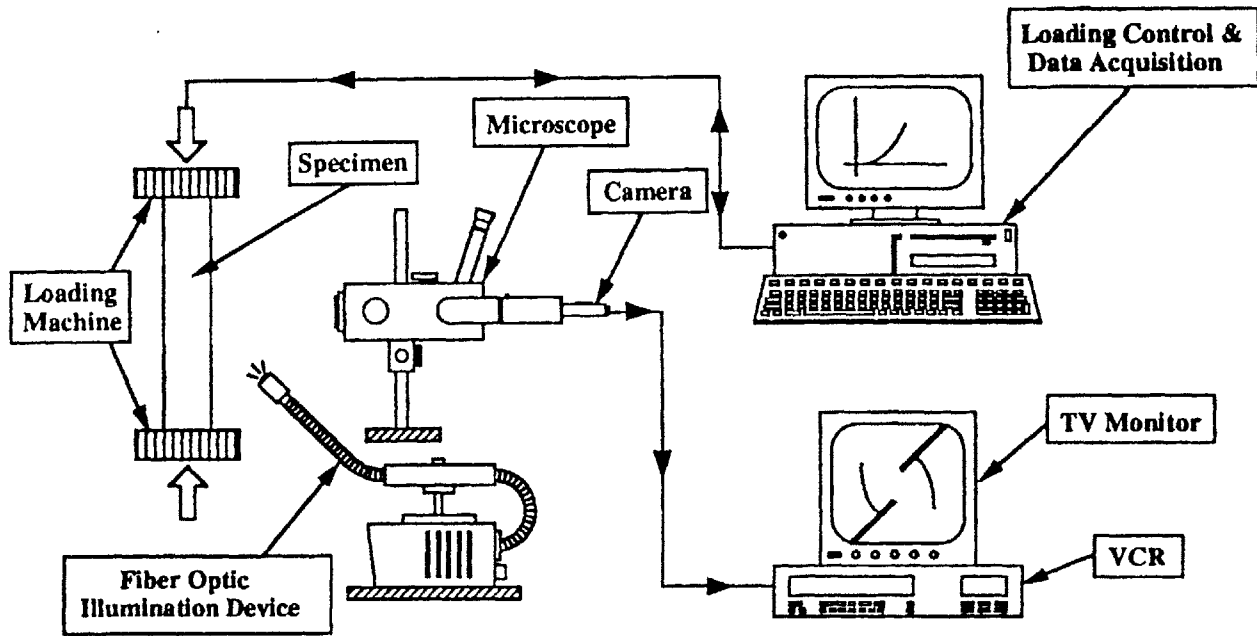 Loading Control &
Data Acquisition
Microscope
Specimen
Camera
Loading
Machine
TV Monitor
VCR
Fiber Optic
Illumination Device